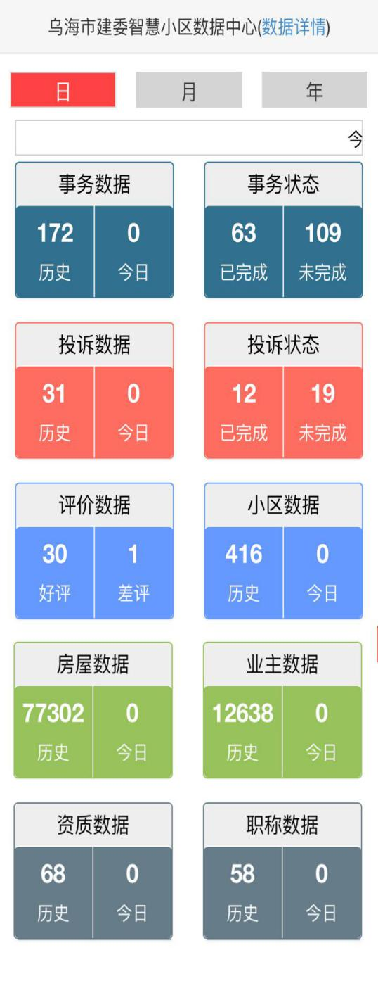 乌海市建委智慧小区数据中心(数据详情)
日 月 年
今
事务数据 事务状态
172 0 63 109
历史 今日 已完成 未完成
投诉数据 投诉状态
31 0 12 19
历史 今日 已完成 未完成
评价数据 小区数据
30 1 416 0
好评 差评 历史 今日
房屋数据 业主数据
77302 0 12638 0
历史 今日 历史 今日
资质数据 职称数据
68 0 58 0
历史 今日 历史 今日